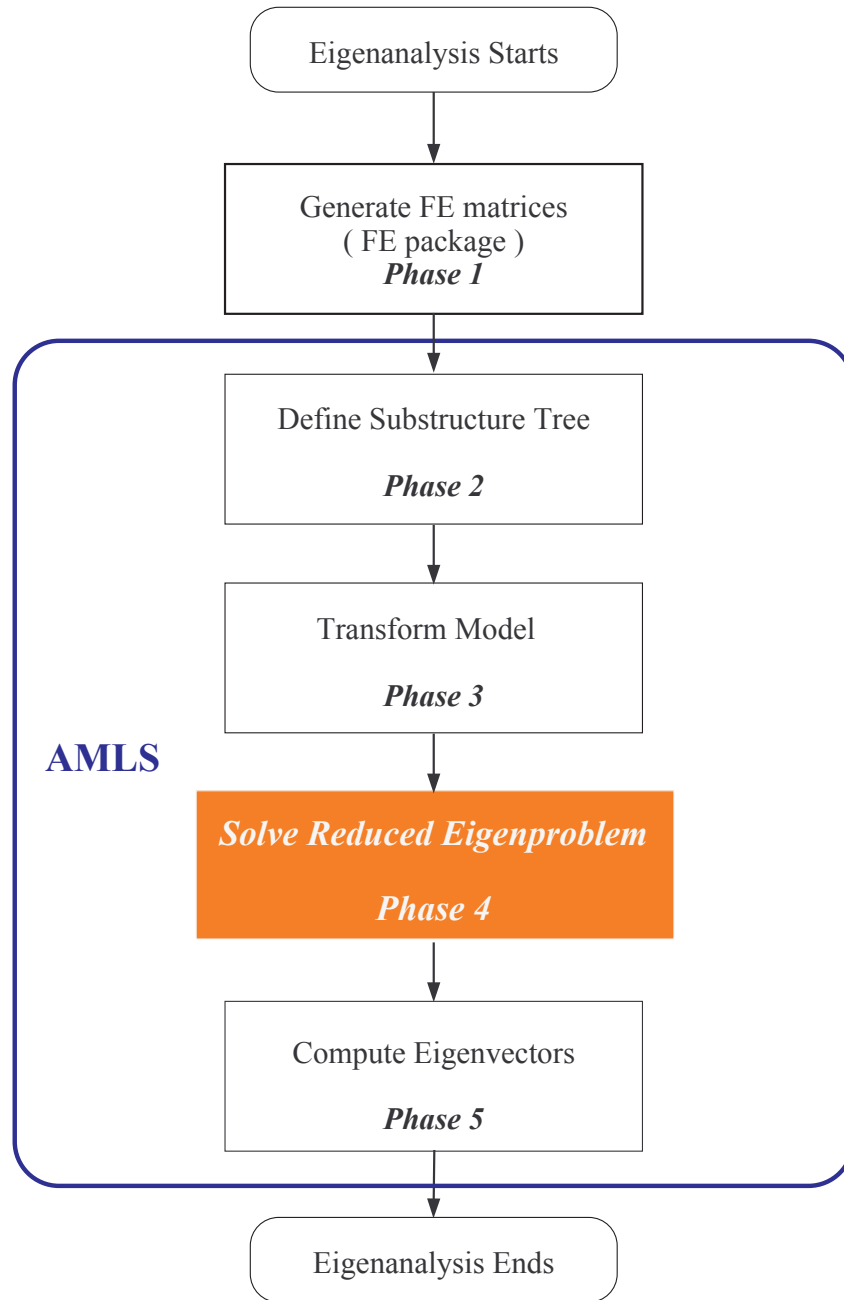 Eigenanalysis Starts
Generate FE matrices
( FE package )
Phase 1
Define Substructure Tree
Phase 2
Transform Model
Phase 3
AMLS
Solve Reduced Eigenproblem
Phase 4
Compute Eigenvectors
Phase 5
Eigenanalysis Ends